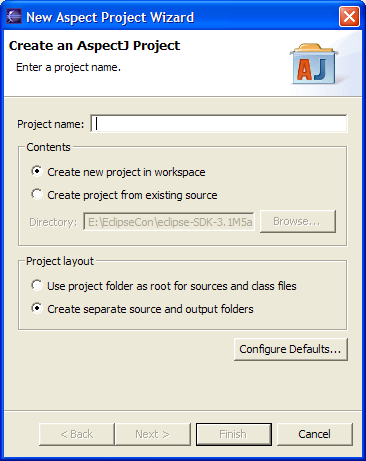 New Aspect Project Wizard
Create an AspectJ Project
Enter a project name.
AJ
Project name:
Contents
Create new project in workspace
Create project from existing source
Directory: E:\EclipseCon\eclipse-SDK-3.1M5a Browse...
Project layout
Use project folder as root for sources and class files
Create separate source and output folders
Configure Defaults...
< Back Next > Finish Cancel